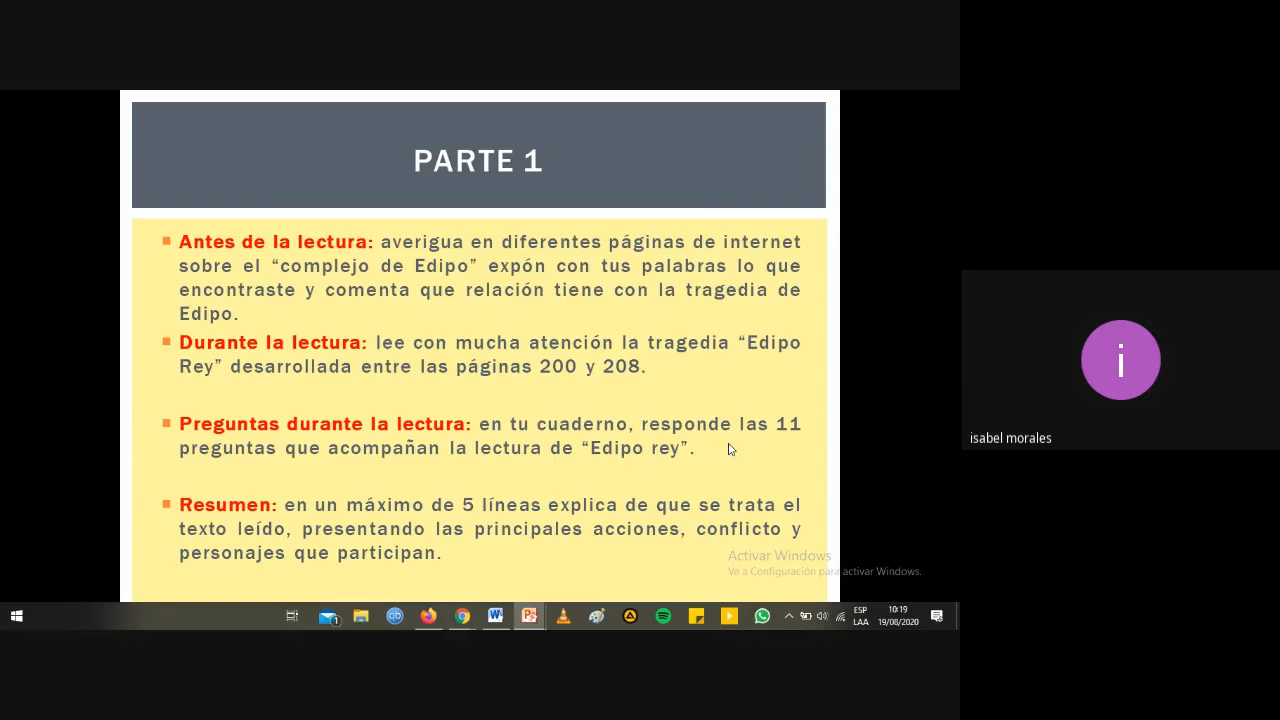 PARTE 1
Antes de la lectura: averigua en diferentes páginas de internet
sobre el “complejo de Edipo” expón con tus palabras lo que
encontraste y comenta que relación tiene con la tragedia de
Edipo.
Durante la lectura: lee con mucha atención la tragedia “Edipo
Rey” desarrollada entre las páginas 200 y 208.
Preguntas durante la lectura: en tu cuaderno, responde las 11
preguntas que acompañan la lectura de “Edipo rey”.
Resumen: en un máximo de 5 líneas explica de que se trata el
texto leído, presentando las principales acciones, conflicto y
personajes que participan.
Activar Windows
Ve a Configuración para activar Windows.
i
isabel morales
ESP
LAA
10:19
19/08/2020